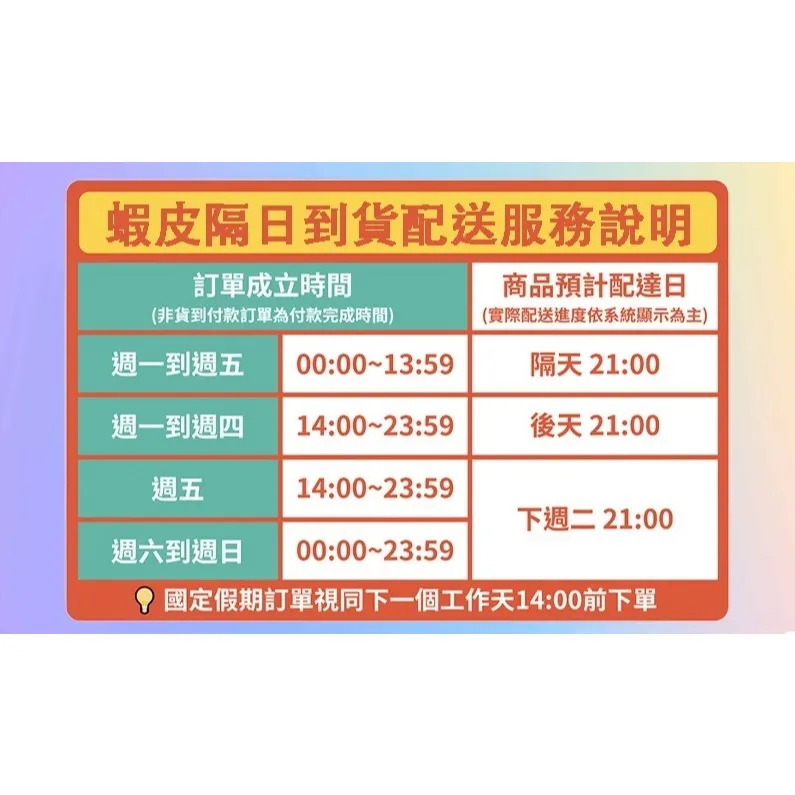 蝦皮隔日到貨配送服務說明
訂單成立時間
(非貨到付款訂單為付款完成時間)
商品預計配達日
(實際配送進度依系統顯示為主)
週一到週五 00:00~13:59 隔天 21:00
週一到週四 14:00~23:59 後天 21:00
週五 14:00~23:59
下週二 21:00
週六到週日 00:00~23:59
國定假期訂單視同下一個工作天14:00前下單